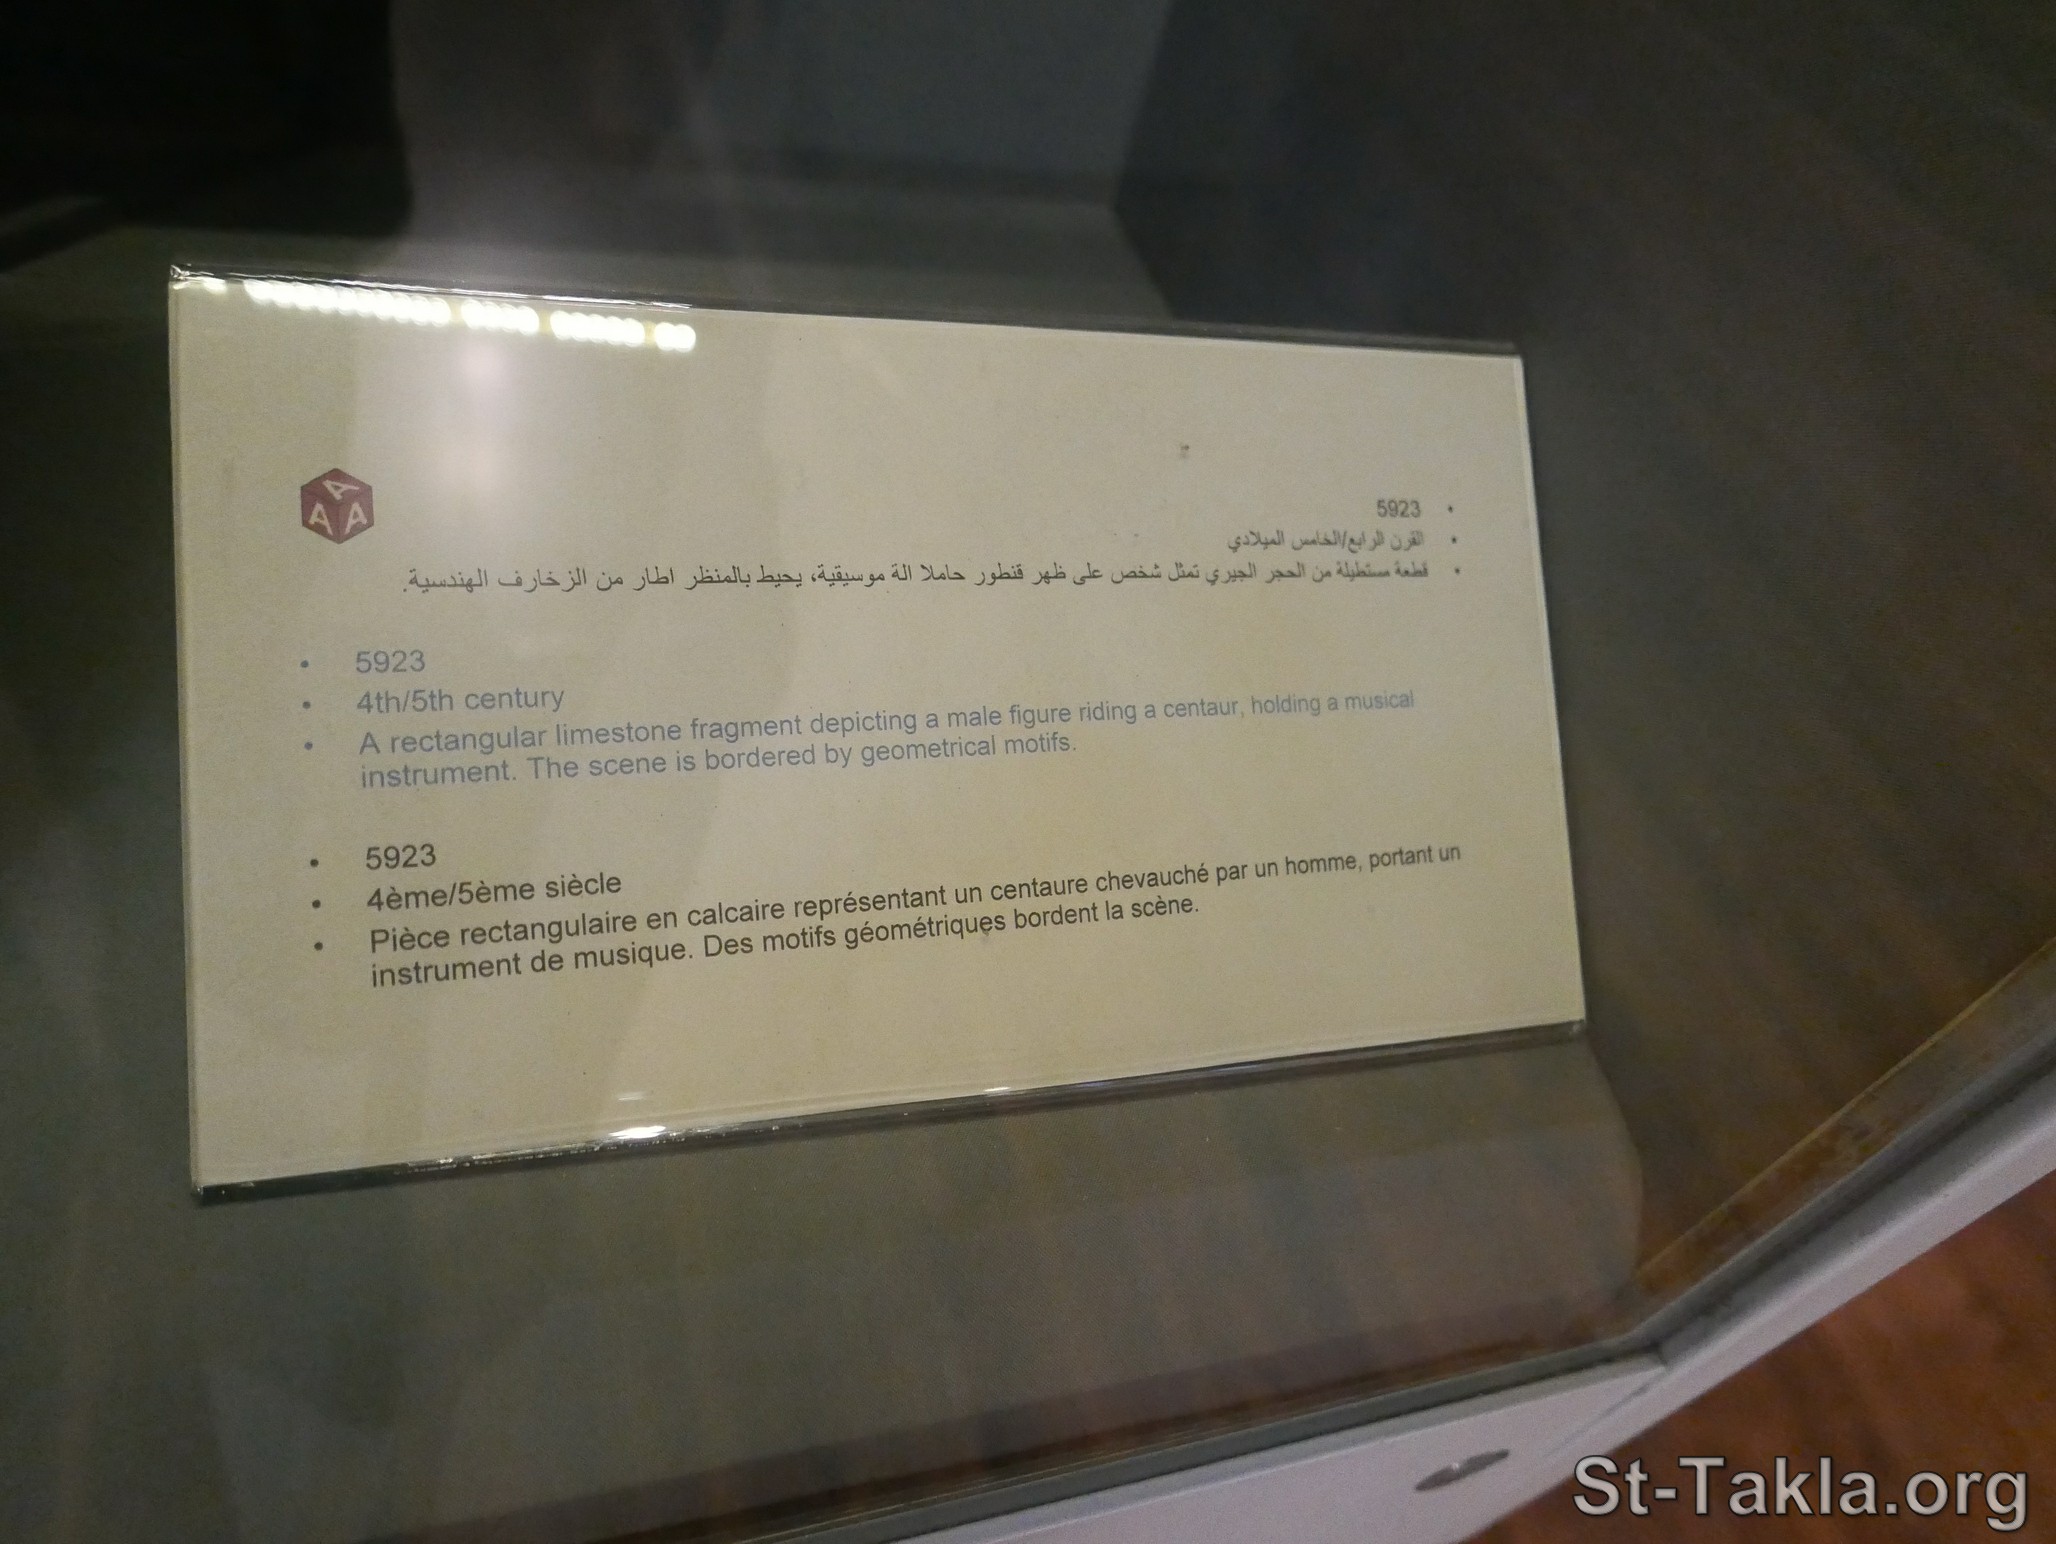 A
A A
• 5923
• القرن الرابع/الخامس الميلادي
• قطعة مستطيلة من الحجر الجيري تمثل شخص على ظهر قنطور حاملا الة موسيقية، يحيط بالمنظر اطار من الزخارف الهندسية.
• 5923
• 4th/5th century
• A rectangular limestone fragment depicting a male figure riding a centaur, holding a musical
instrument. The scene is bordered by geometrical motifs.
• 5923
• 4ème/5ème siècle
• Pièce rectangulaire en calcaire représentant un centaure chevauché par un homme, portant un
instrument de musique. Des motifs géométriques bordent la scène.
St-Takla.org